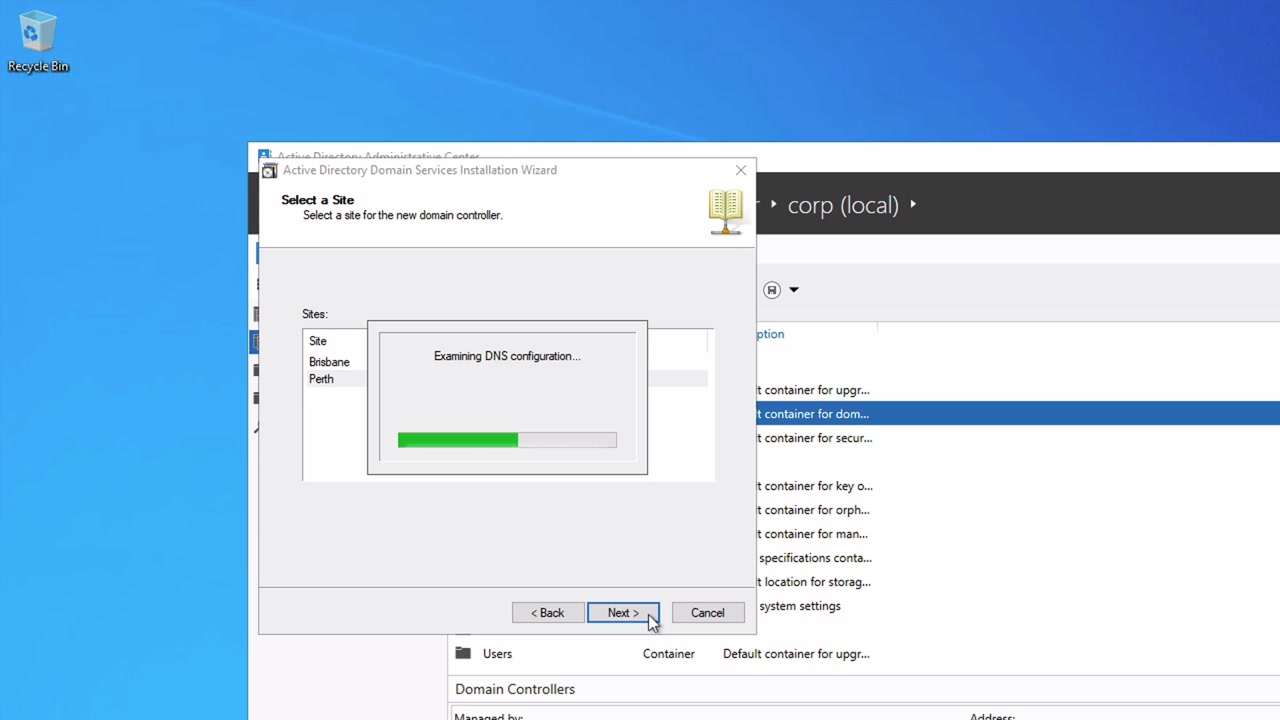 Recycle Bin
Active Directory Administrative Center
Active Directory Domain Services Installation Wizard
Select a Site
Select a site for the new domain controller.
corp (local)
Sites:
Site
Brisbane
Perth
Examining DNS configuration...
< Back
Next >
Cancel
ption
t container for upgr...
t container for dom...
t container for secur...
t container for key o...
t container for orph...
t container for man...
specifications conta...
t location for storag...
system settings
Users Container Default container for upgr...
Domain Controllers
Managed by: Address: